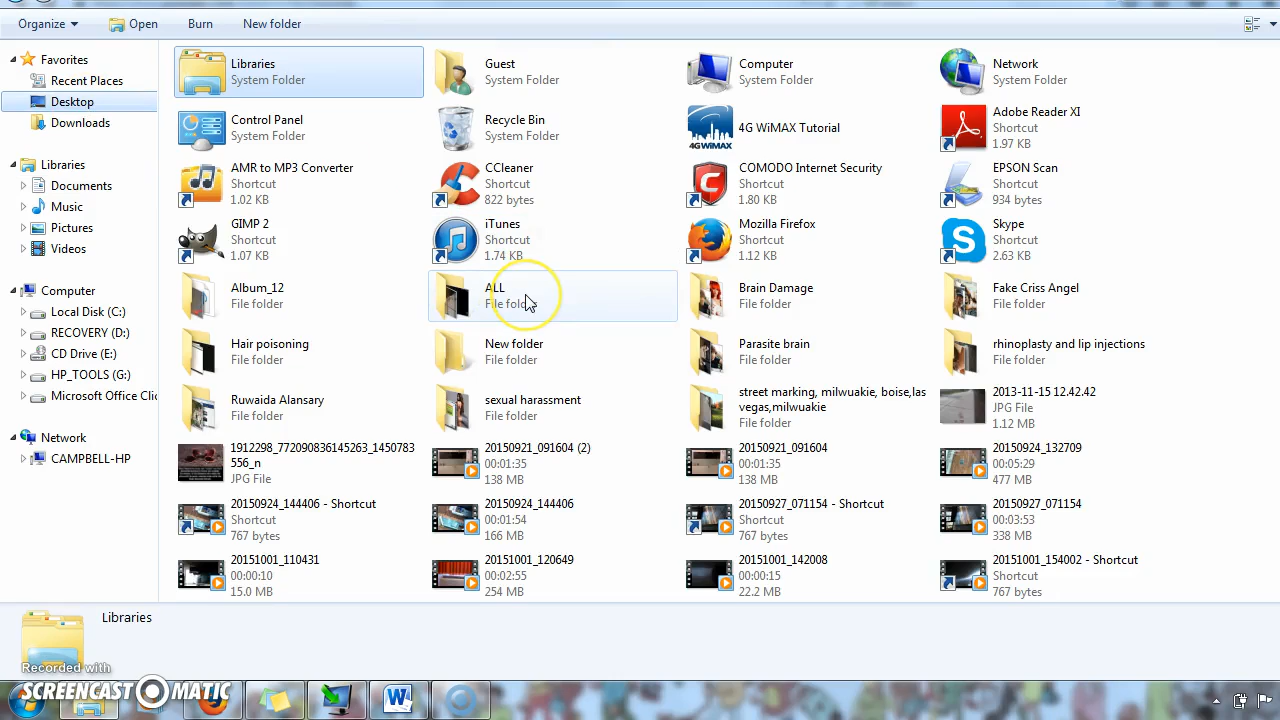 Organize Open Burn New folder
Favorites
Recent Places
Desktop
Downloads
Libraries
Documents
Music
Pictures
Videos
Computer
Local Disk (C:)
RECOVERY (D:)
CD Drive (E:)
HP_TOOLS (G:)
Microsoft Office Clic
Network
CAMPBELL-HP
Libraries
System Folder
Guest
System Folder
Computer
System Folder
Network
System Folder
Control Panel
System Folder
Recycle Bin
System Folder
4G WiMAX
4G WiMAX Tutorial
Adobe Reader XI
Shortcut
1.97 KB
AMR to MP3 Converter
Shortcut
1.02 KB
CCleaner
Shortcut
822 bytes
COMODO Internet Security
Shortcut
1.80 KB
EPSON Scan
Shortcut
934 bytes
GIMP 2
Shortcut
1.07 KB
iTunes
Shortcut
1.74 KB
Mozilla Firefox
Shortcut
1.12 KB
Skype
Shortcut
2.63 KB
Album_12
File folder
ALL
File folder
Brain Damage
File folder
Fake Criss Angel
File folder
Hair poisoning
File folder
New folder
File folder
Parasite brain
File folder
rhinoplasty and lip injections
File folder
Rowaida Alansary
File folder
sexual harassment
File folder
street marking, milwuakie, boise,las
vegas,milwuakie
File folder
2013-11-15 12.42.42
JPG File
1.12 MB
1912298_772090836145263_1450783
556_n
JPG File
20150921_091604 (2)
00:01:35
138 MB
20150921_091604
00:01:35
138 MB
20150924_132709
00:05:29
477 MB
20150924_144406 - Shortcut
Shortcut
767 bytes
20150924_144406
00:01:54
166 MB
20150927_071154 - Shortcut
Shortcut
767 bytes
20150927_071154
00:03:53
338 MB
20151001_110431
00:00:10
15.0 MB
20151001_120649
00:02:55
254 MB
20151001_142008
00:00:15
22.2 MB
20151001_154002 - Shortcut
Shortcut
767 bytes
Libraries
Recorded with
SCREENCAST MATIC